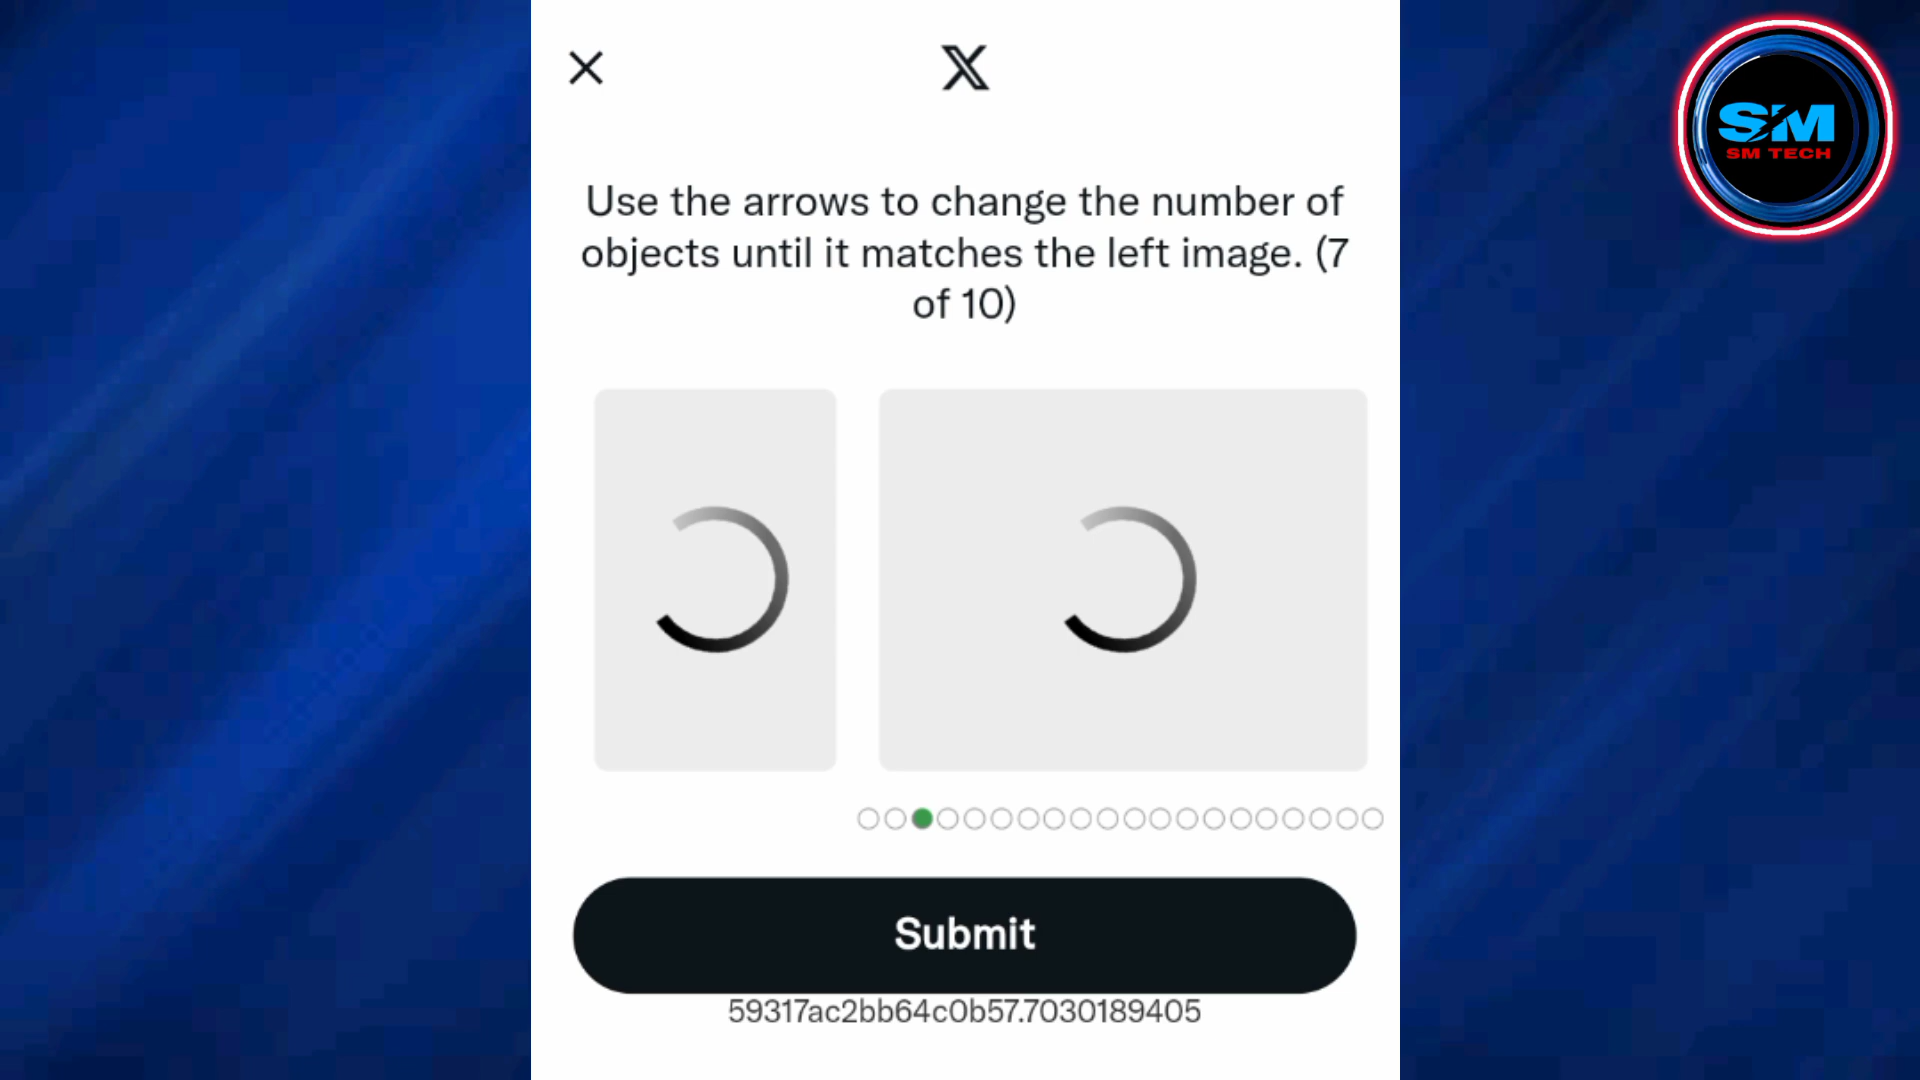 X
SM
SM TECH
Use the arrows to change the number of
objects until it matches the left image. (7
of 10)
Submit
59317ac2bb64c0b57.7030189405